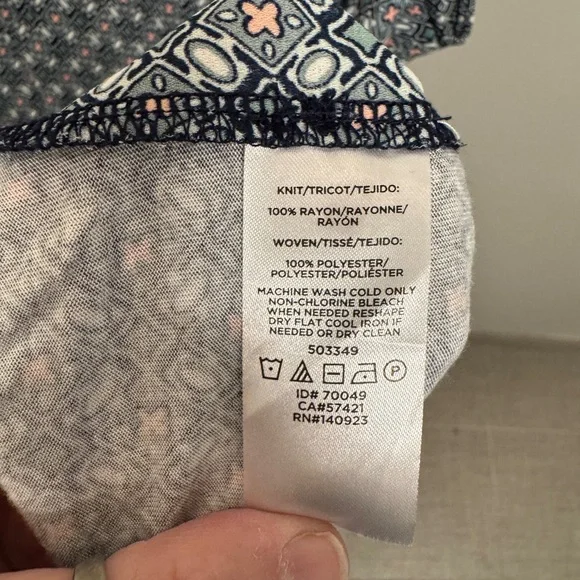 KNIT/TRICOT/TEJIDO:
100% RAYON/RAYONNE/
RAYÓN
WOVEN/TISSÉ/TEJIDO:
100% POLYESTER/
POLYESTER/POLIÉSTER
MACHINE WASH COLD ONLY
NON-CHLORINE BLEACH
WHEN NEEDED RESHAPE
DRY FLAT COOL IRON IF
NEEDED OR DRY CLEAN
503349
P
ID# 70049
CA#57421
RN#140923